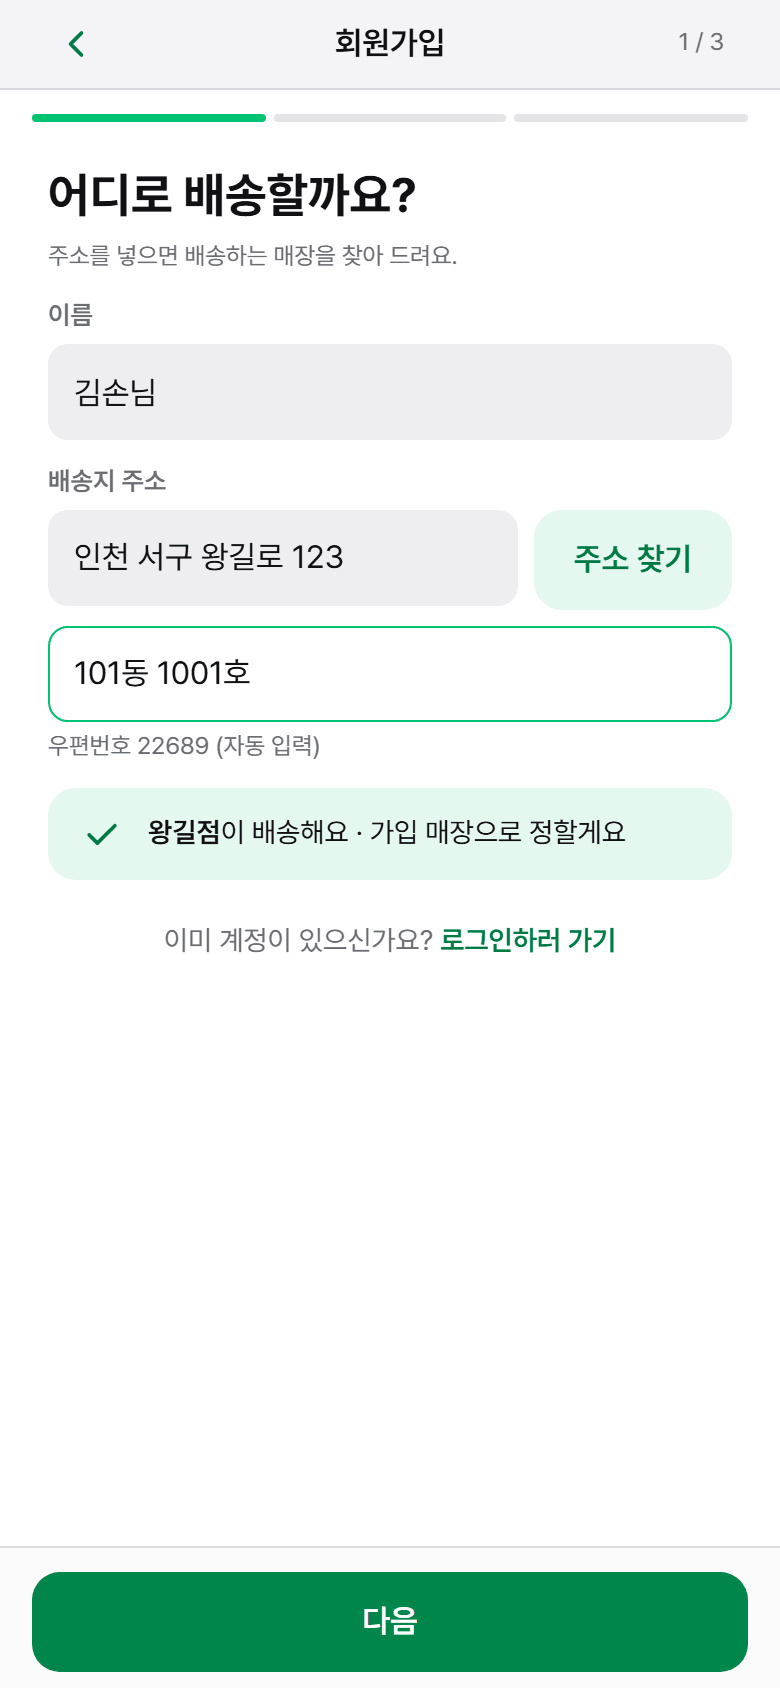 회원가입
1 / 3
어디로 배송할까요?
주소를 넣으면 배송하는 매장을 찾아 드려요.
이름
김손님
배송지 주소
인천 서구 왕길로 123
주소 찾기
101동 1001호
우편번호 22689 (자동 입력)
왕길점이 배송해요 · 가입 매장으로 정할게요
이미 계정이 있으신가요? 로그인하러 가기
다음